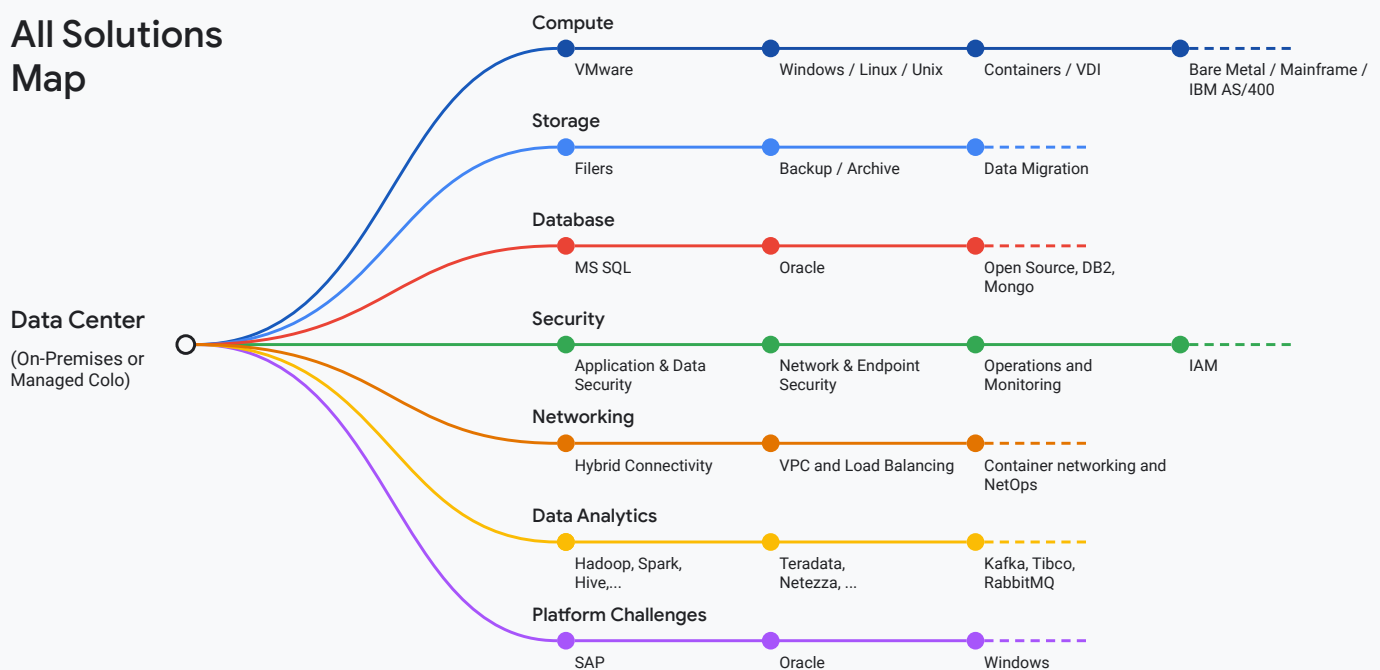 All Solutions
Map
Compute
VMware
Windows / Linux / Unix
Containers / VDI
Bare Metal / Mainframe /
IBM AS/400
Storage
Filers
Backup / Archive
Data Migration
Database
MS SQL
Oracle
Open Source, DB2,
Mongo
Data Center
(On-Premises or
Managed Colo)
Security
Application & Data
Security
Network & Endpoint
Security
Operations and
Monitoring
IAM
Networking
Hybrid Connectivity
VPC and Load Balancing
Container networking and
NetOps
Data Analytics
Hadoop, Spark,
Hive,...
Teradata,
Netezza, ...
Kafka, Tibco,
RabbitMQ
Platform Challenges
SAP
Oracle
Windows